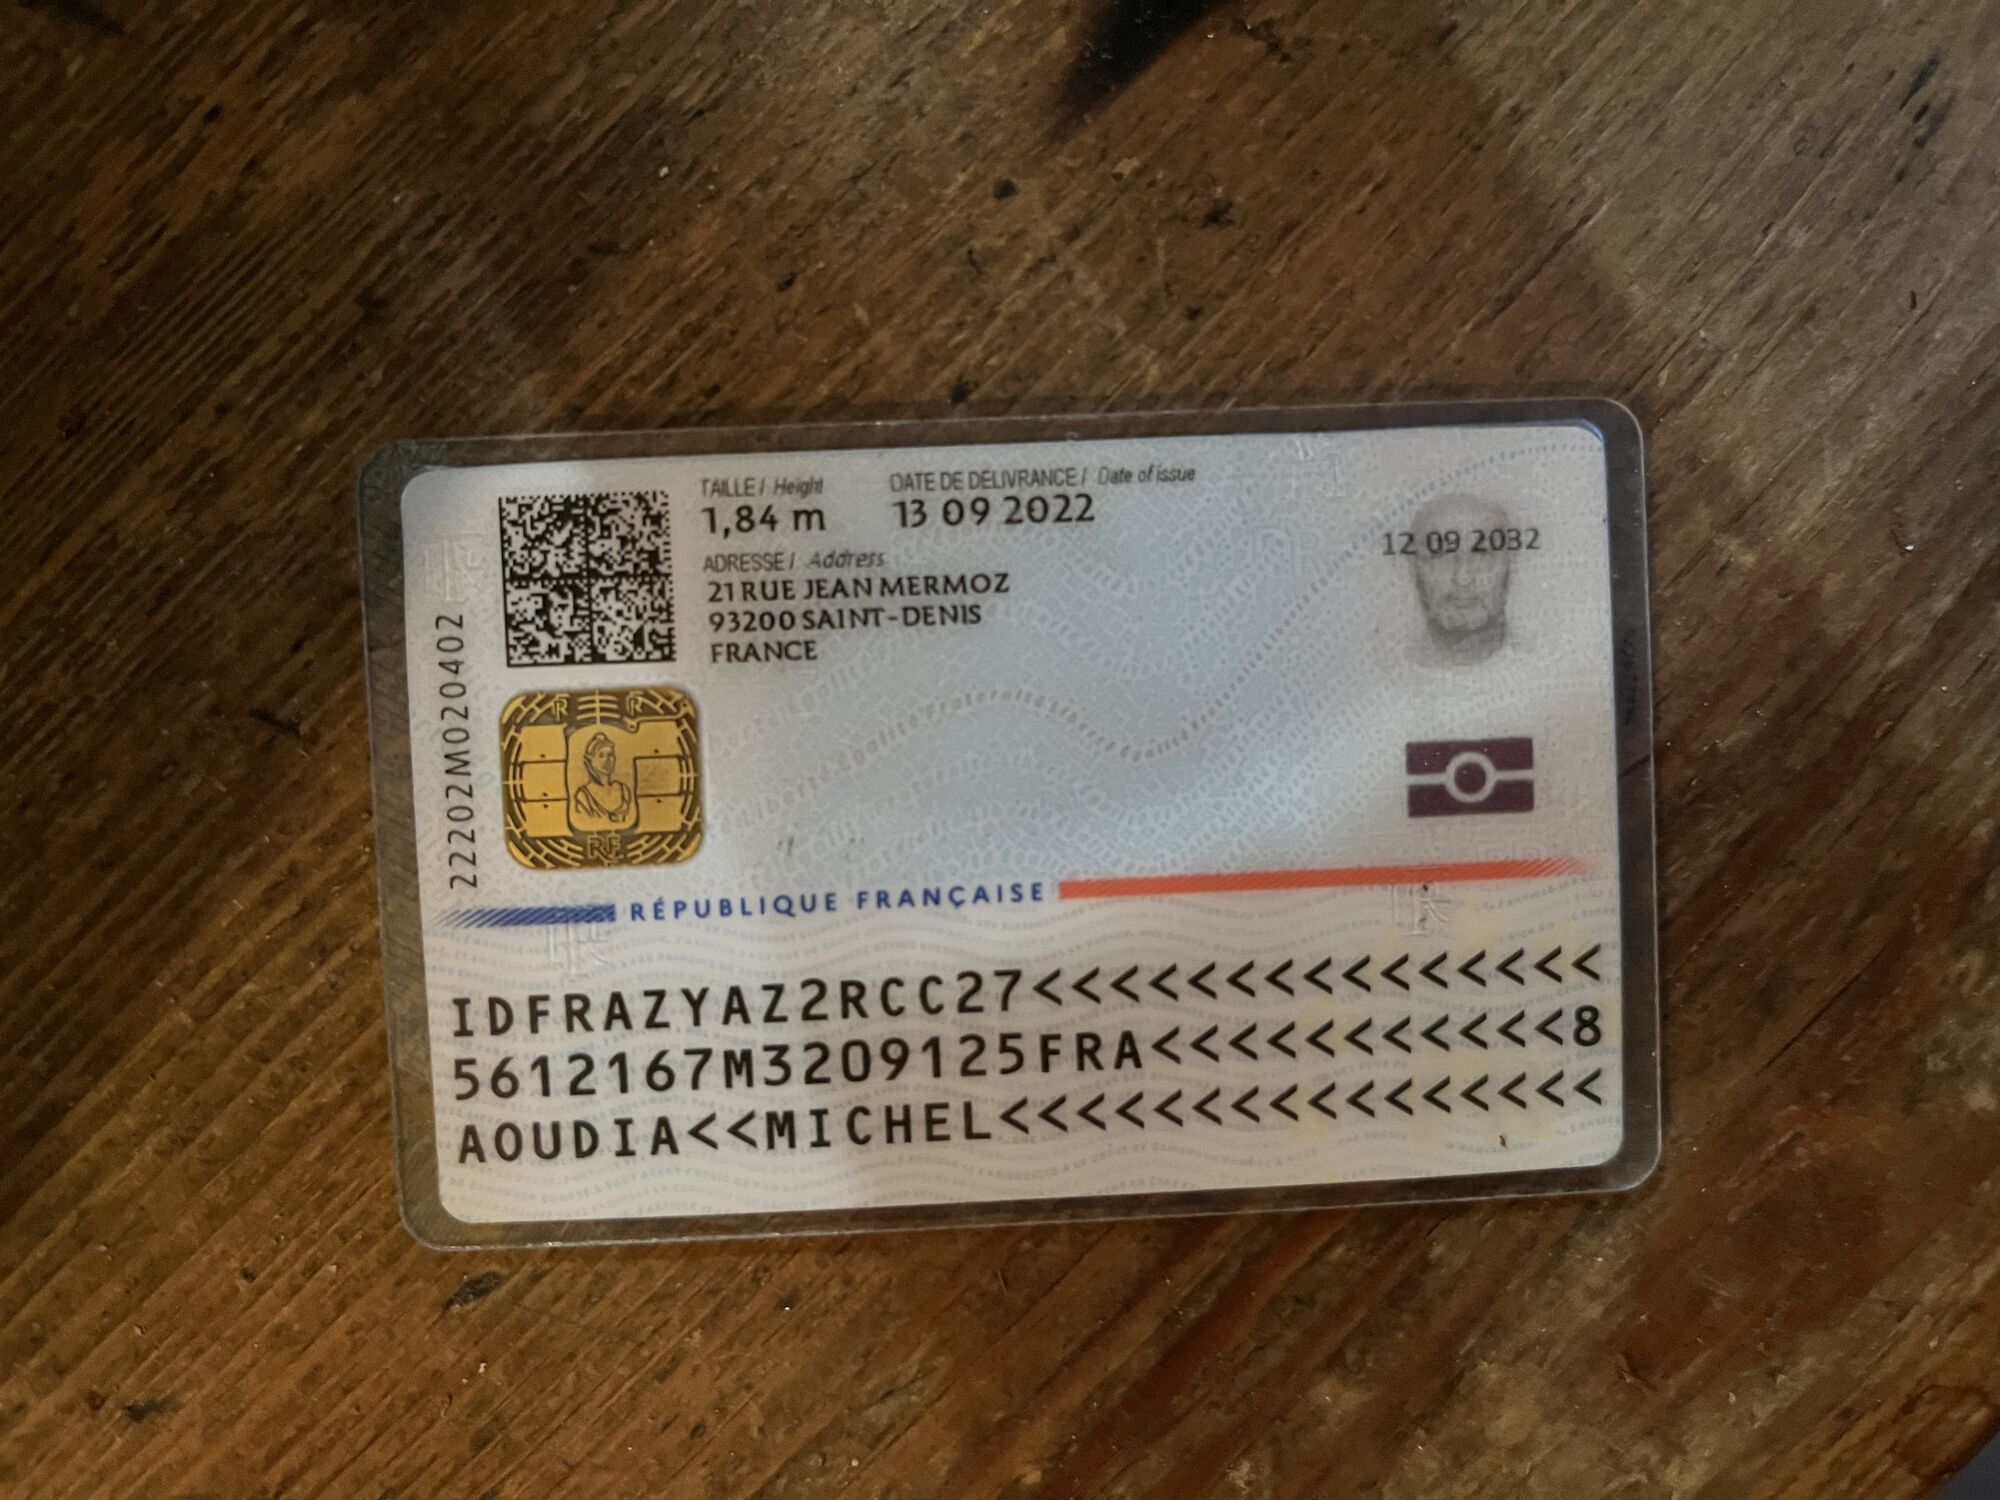 TAILLE / Height
1,84 m
DATE DE DÉLIVRANCE / Date of issue
13 09 2022
ADRESSE / Address
21 RUE JEAN MERMOZ
93200 SAINT-DENIS
FRANCE
12 09 2032
22202M020402
RF
RÉPUBLIQUE FRANÇAISE
IDFRAZYAZ2RCC27<<<<<<<<<<<<<<<
5612167M3209125FRA<<<<<<<<<<<8
AOUDIA<<MICHEL<<<<<<<<<<<<<<<<